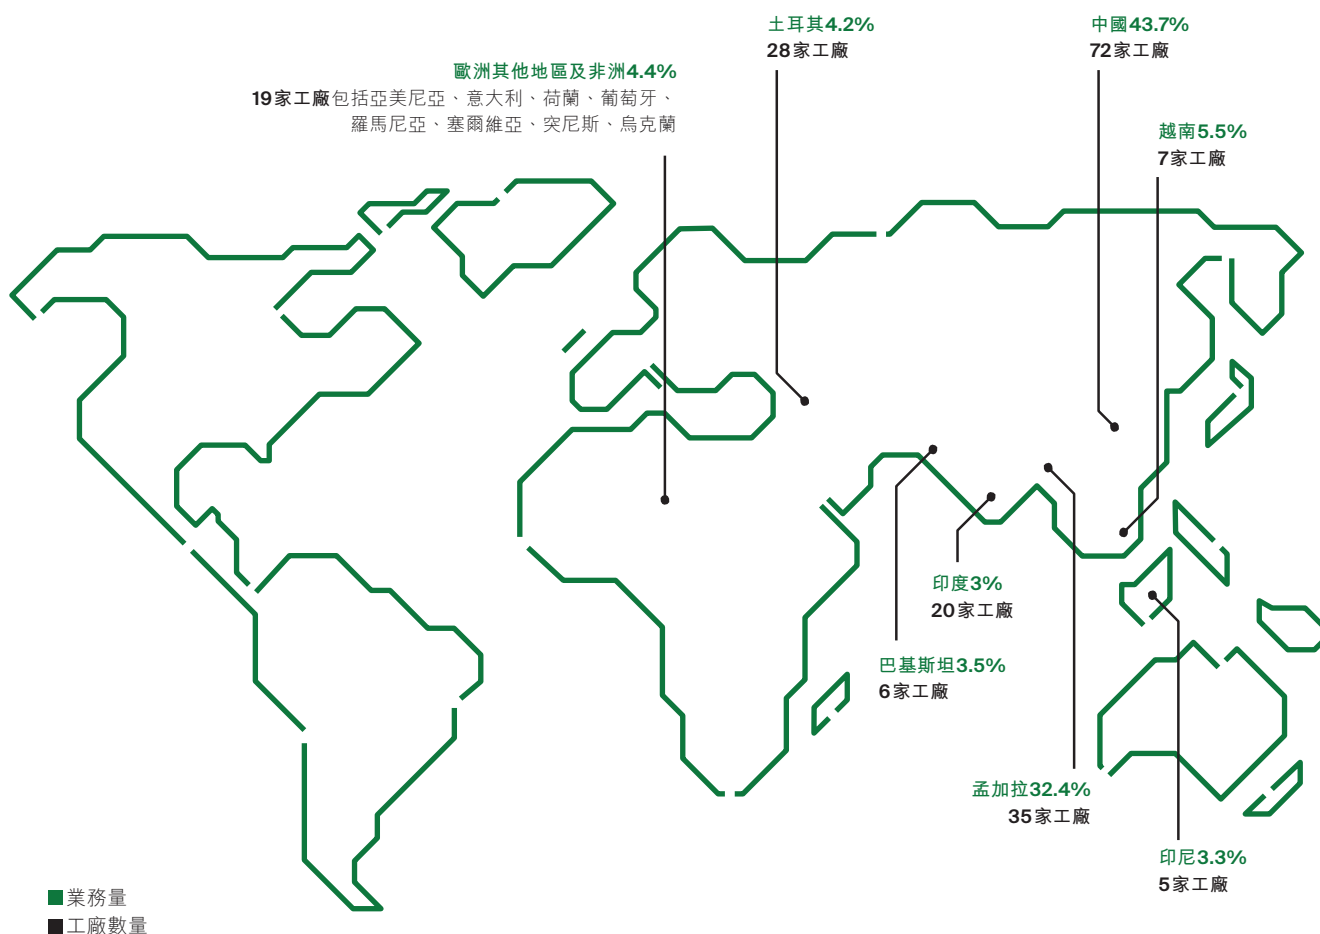 土耳其4.2%
28家工廠
中國43.7%
72家工廠
歐洲其他地區及非洲4.4%
19家工廠包括亞美尼亞、意大利、荷蘭、葡萄牙、
羅馬尼亞、塞爾維亞、突尼斯、烏克蘭
越南5.5%
7家工廠
印度3%
20家工廠
巴基斯坦3.5%
6家工廠
孟加拉32.4%
35家工廠
印尼3.3%
5家工廠
業務量
工廠數量